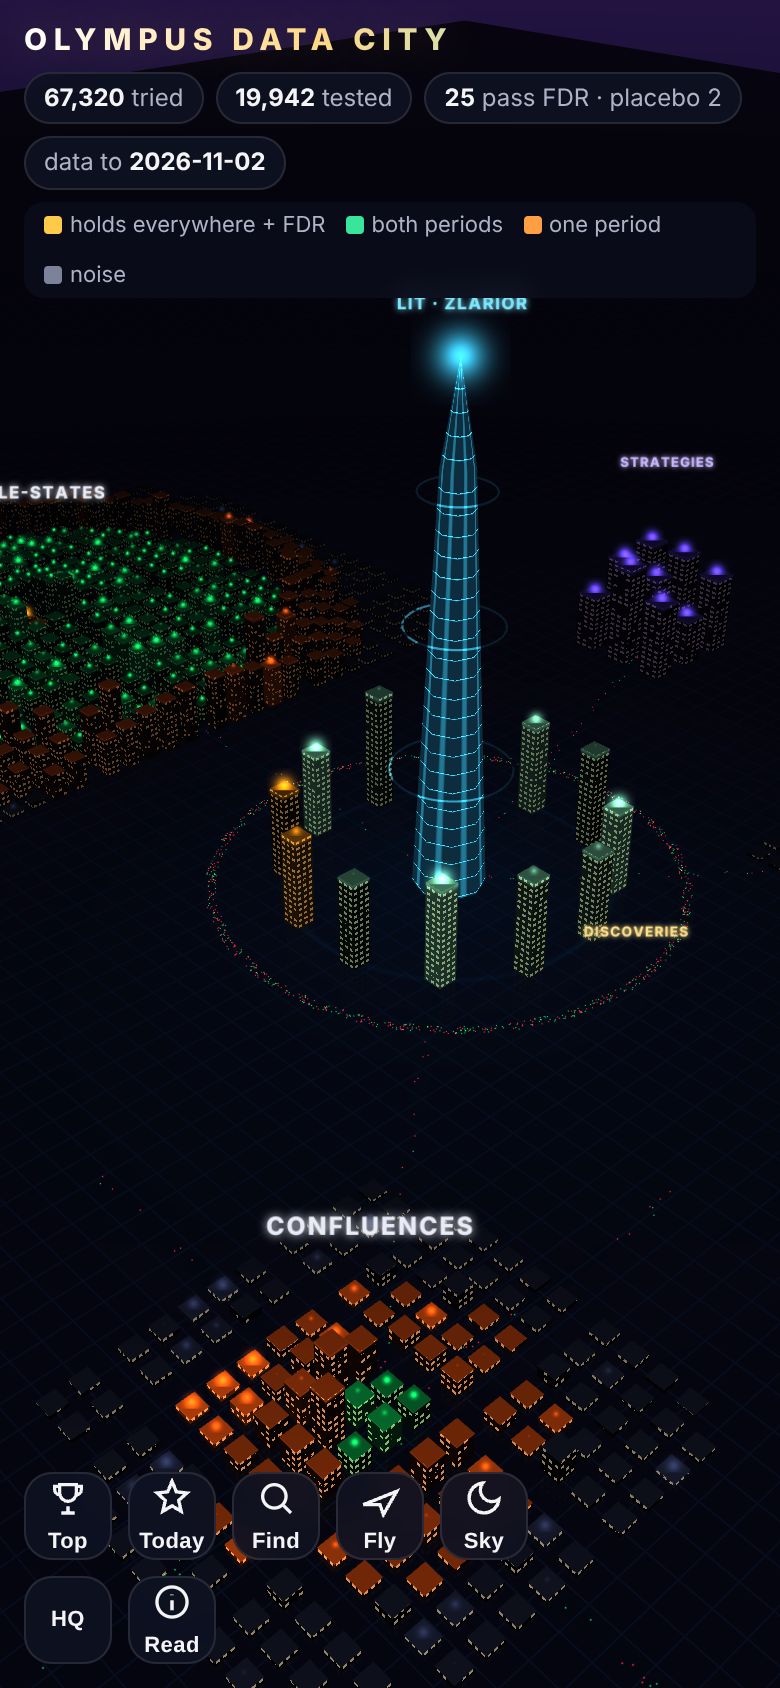 OLYMPUS DATA CITY
67,320 tried
19,942 tested
25 pass FDR · placebo 2
data to 2026-11-02
holds everywhere + FDR
both periods
one period
noise
LIT · ZLARIOR
STRATEGIES
LE-STATES
DISCOVERIES
CONFLUENCES
Top
Today
Find
Fly
Sky
HQ
Read